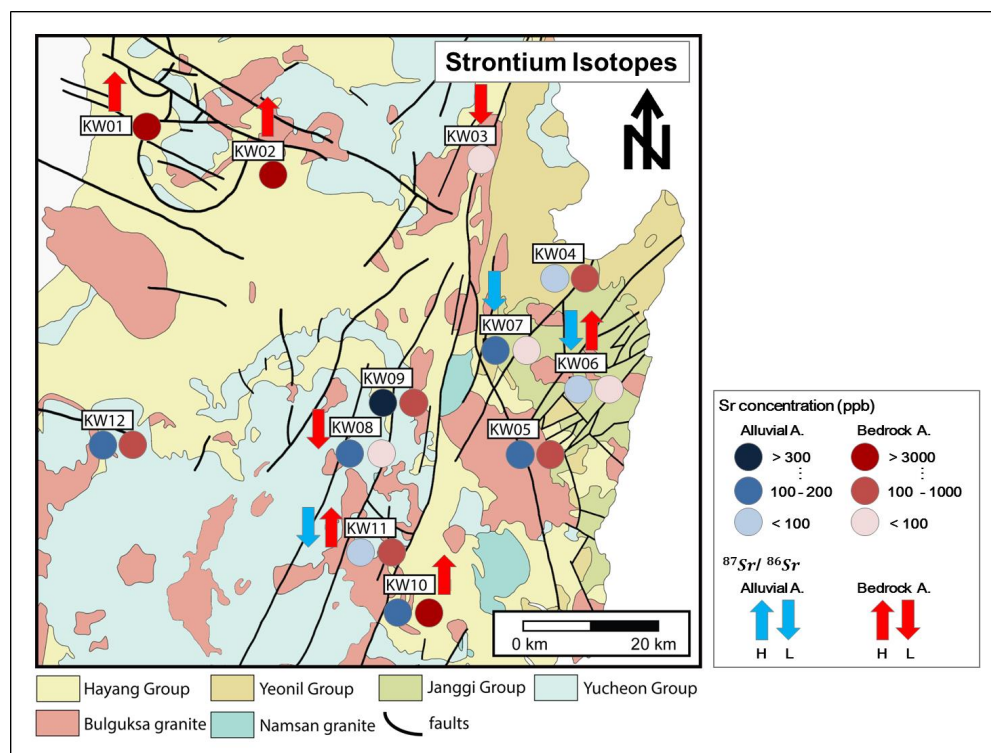 Strontium Isotopes
N
KW01
KW02
KW03
KW04
KW07
KW06
KW09
KW12
KW08
KW05
KW11
KW10
0 km 20 km
Sr concentration (ppb)
Alluvial A. Bedrock A.
> 300 > 3000
100 - 200 100 - 1000
< 100 < 100
⁸⁷Sr/ ⁸⁶Sr
Alluvial A. Bedrock A.
H L H L
Hayang Group Yeonil Group Janggi Group Yucheon Group
Bulguksa granite Namsan granite faults